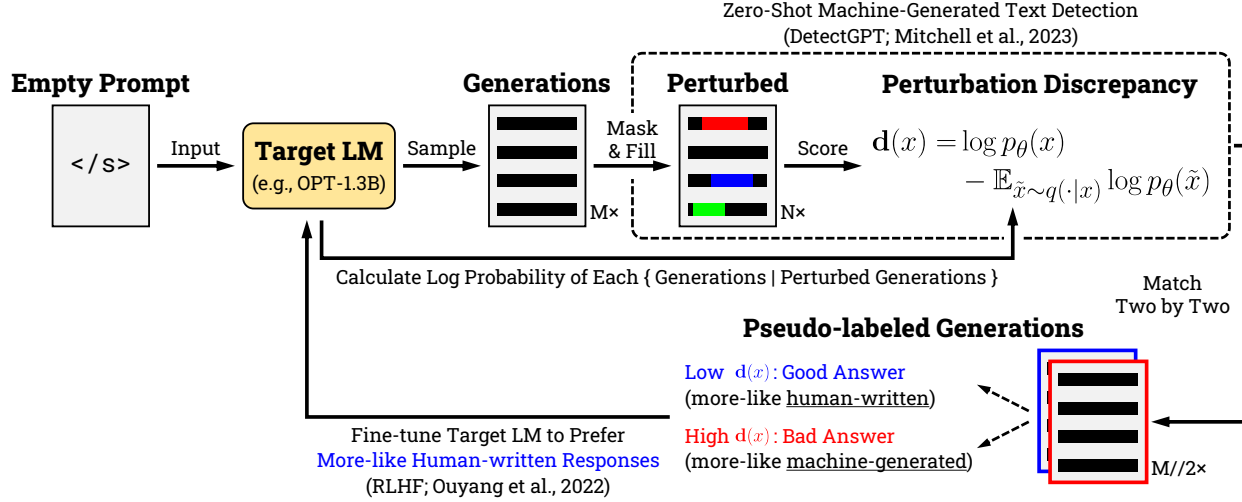 Zero-Shot Machine-Generated Text Detection
(DetectGPT; Mitchell et al., 2023)
Empty Prompt
</s>
Input
Target LM
(e.g., OPT-1.3B)
Sample
Generations
M×
Mask
& Fill
Perturbed
N×
Score
Perturbation Discrepancy
d(x) = log pθ(x)
− 𝔼x̃∼q(·|x) log pθ(x̃)
Calculate Log Probability of Each { Generations | Perturbed Generations }
Match
Two by Two
Pseudo-labeled Generations
Low d(x): Good Answer
(more-like human-written)
High d(x): Bad Answer
(more-like machine-generated)
M//2×
Fine-tune Target LM to Prefer
More-like Human-written Responses
(RLHF; Ouyang et al., 2022)